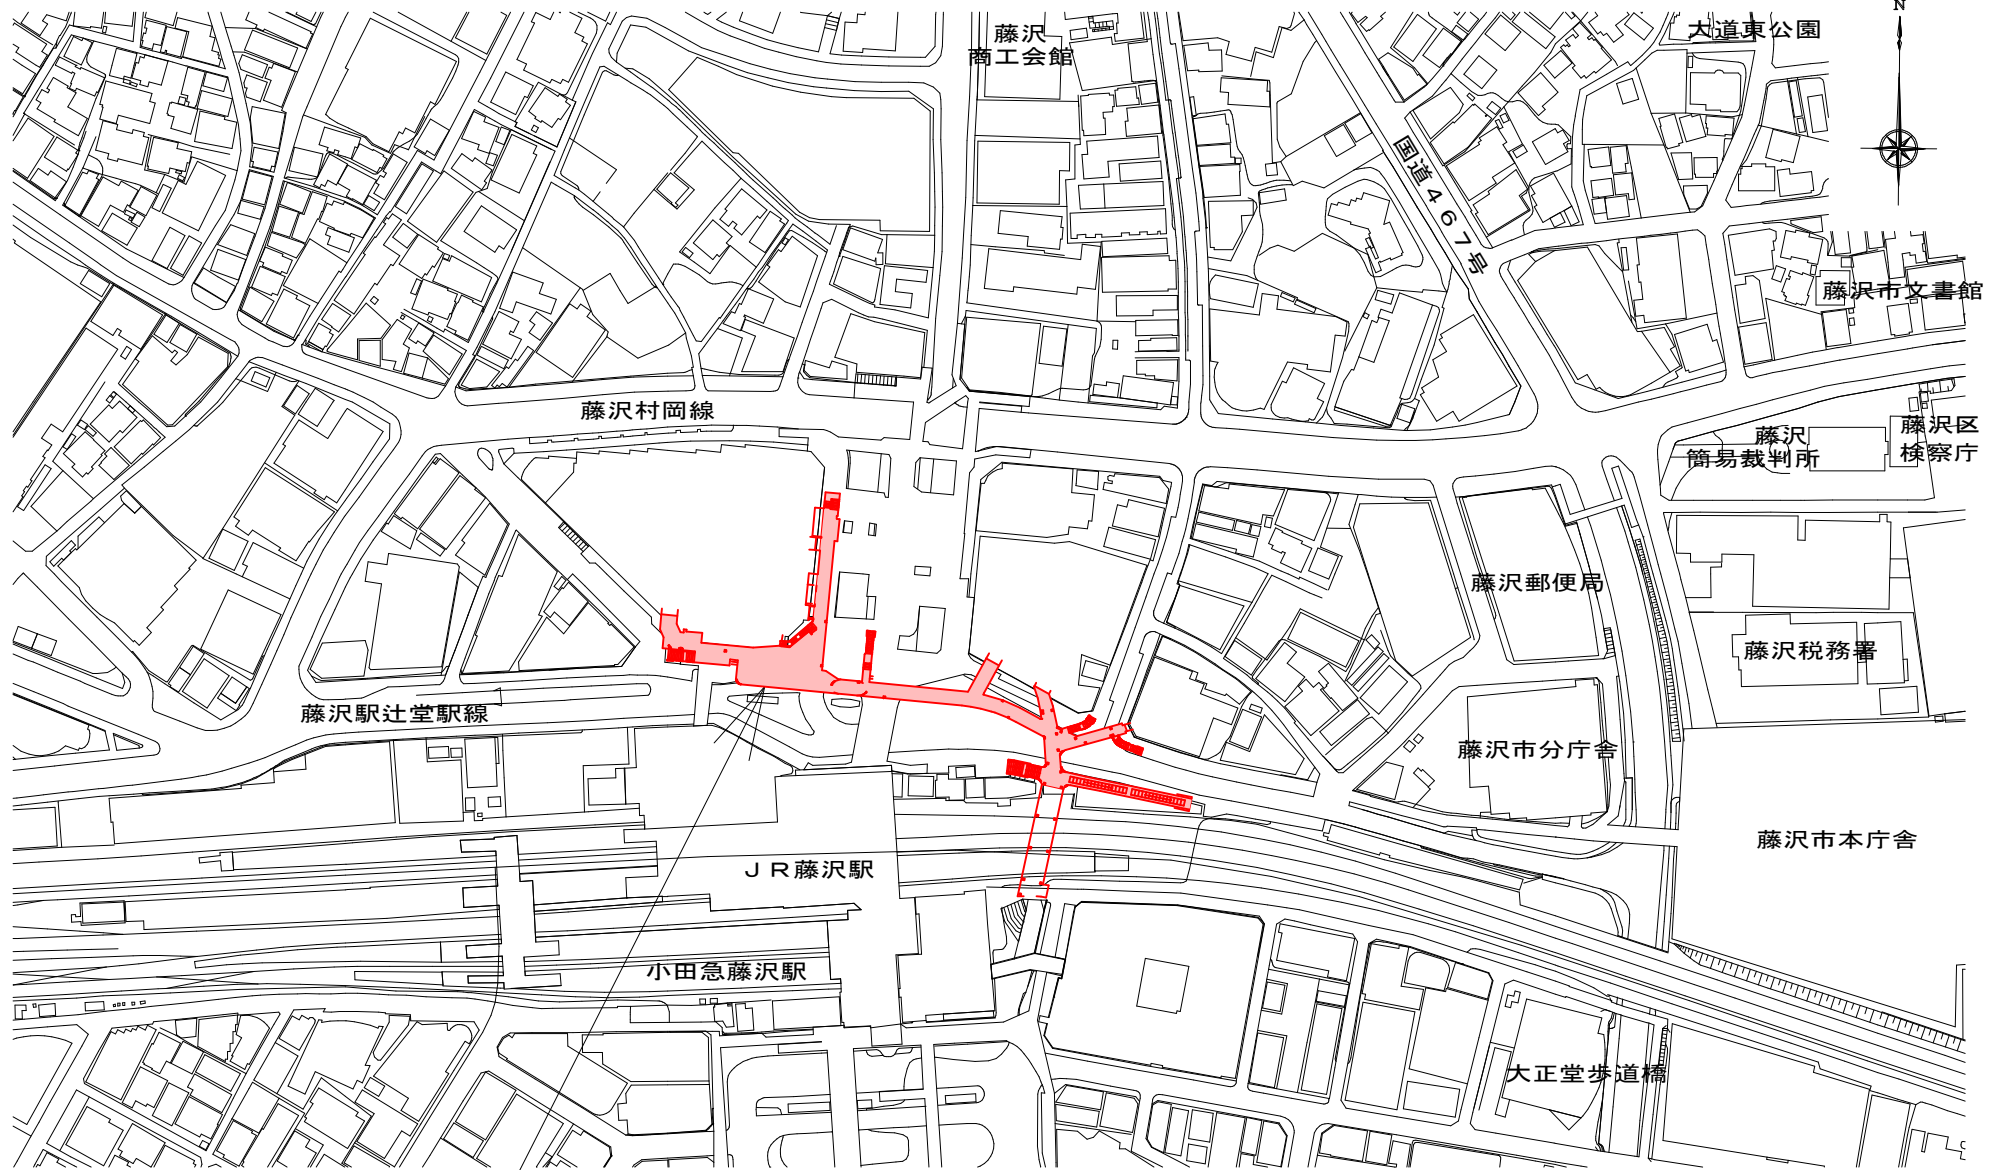 N
藤沢
商工会館
大道東公園
国道467号
藤沢市文書館
藤沢村岡線
藤沢
簡易裁判所
藤沢区
検察庁
藤沢郵便局
藤沢税務署
藤沢駅辻堂駅線
藤沢市分庁舎
藤沢市本庁舎
JR藤沢駅
小田急藤沢駅
大正堂歩道橋